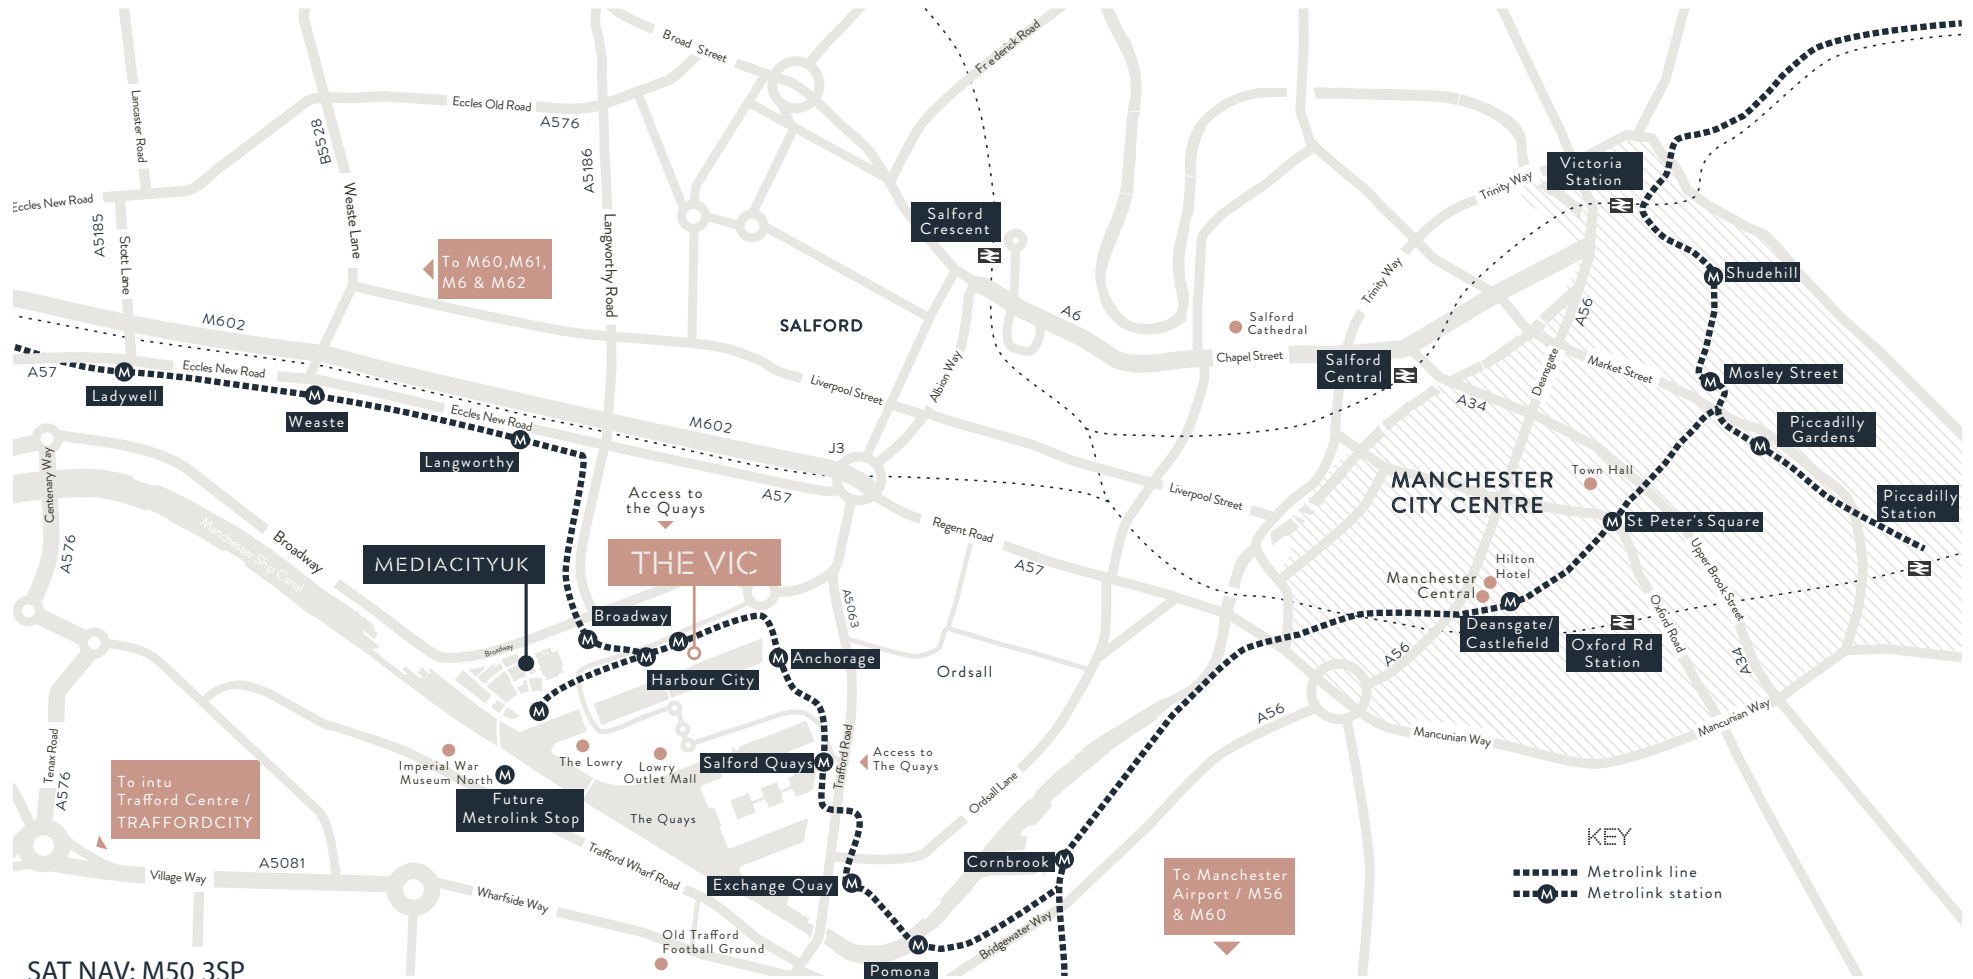 Broad Street
Frederick Road
Lancaster Road
B5528
Eccles Old Road
A576
A5186
Eccles New Road
A5185
Stott Lane
Weaste Lane
Langworthy Road
To M60,M61,
M6 & M62
Salford
Crescent
Trinity Way
Victoria
Station
Shudehill
Trinity Way
A56
M602
SALFORD
A6
Salford
Cathedral
Chapel Street
Salford
Central
Deansgate
Market Street
Mosley Street
A57
Eccles New Road
Ladywell
Weaste
Eccles New Road
Langworthy
Liverpool Street
Albion Way
M602
J3
A34
Piccadilly
Gardens
Centenary Way
A576
Manchester Ship Canal
Broadway
Access to
the Quays
A57
Regent Road
Liverpool Street
A57
MANCHESTER
CITY CENTRE
Town Hall
Piccadilly
Station
St Peter's Square
MEDIACITYUK
THE VIC
Hilton
Hotel
Manchester
Central
Upper Brook Street
Oxford Road
Broadway
A5063
Deansgate/
Castlefield
Oxford Rd
Station
A56
A34
Broadway
Harbour City
Anchorage
Ordsall
A56
Mancunian Way
Mancunian Way
Tenax Road
A576
Imperial War
Museum North
The Lowry
Lowry
Outlet Mall
Salford Quays
Trafford Road
Access to
The Quays
Ordsall Lane
To intu
Trafford Centre /
TRAFFORDCITY
Future
Metrolink Stop
The Quays
Trafford Wharf Road
A5081
Village Way
Wharfside Way
Exchange Quay
Cornbrook
To Manchester
Airport / M56
& M60
KEY
Metrolink line
Metrolink station
Old Trafford
Football Ground
Bridgewater Way
Pomona
SAT NAV: M50 3SP